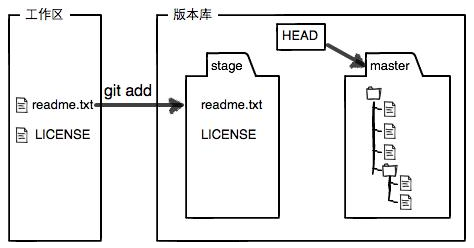 工作区
版本库
HEAD
stage
master
git add
readme.txt
readme.txt
LICENSE
LICENSE